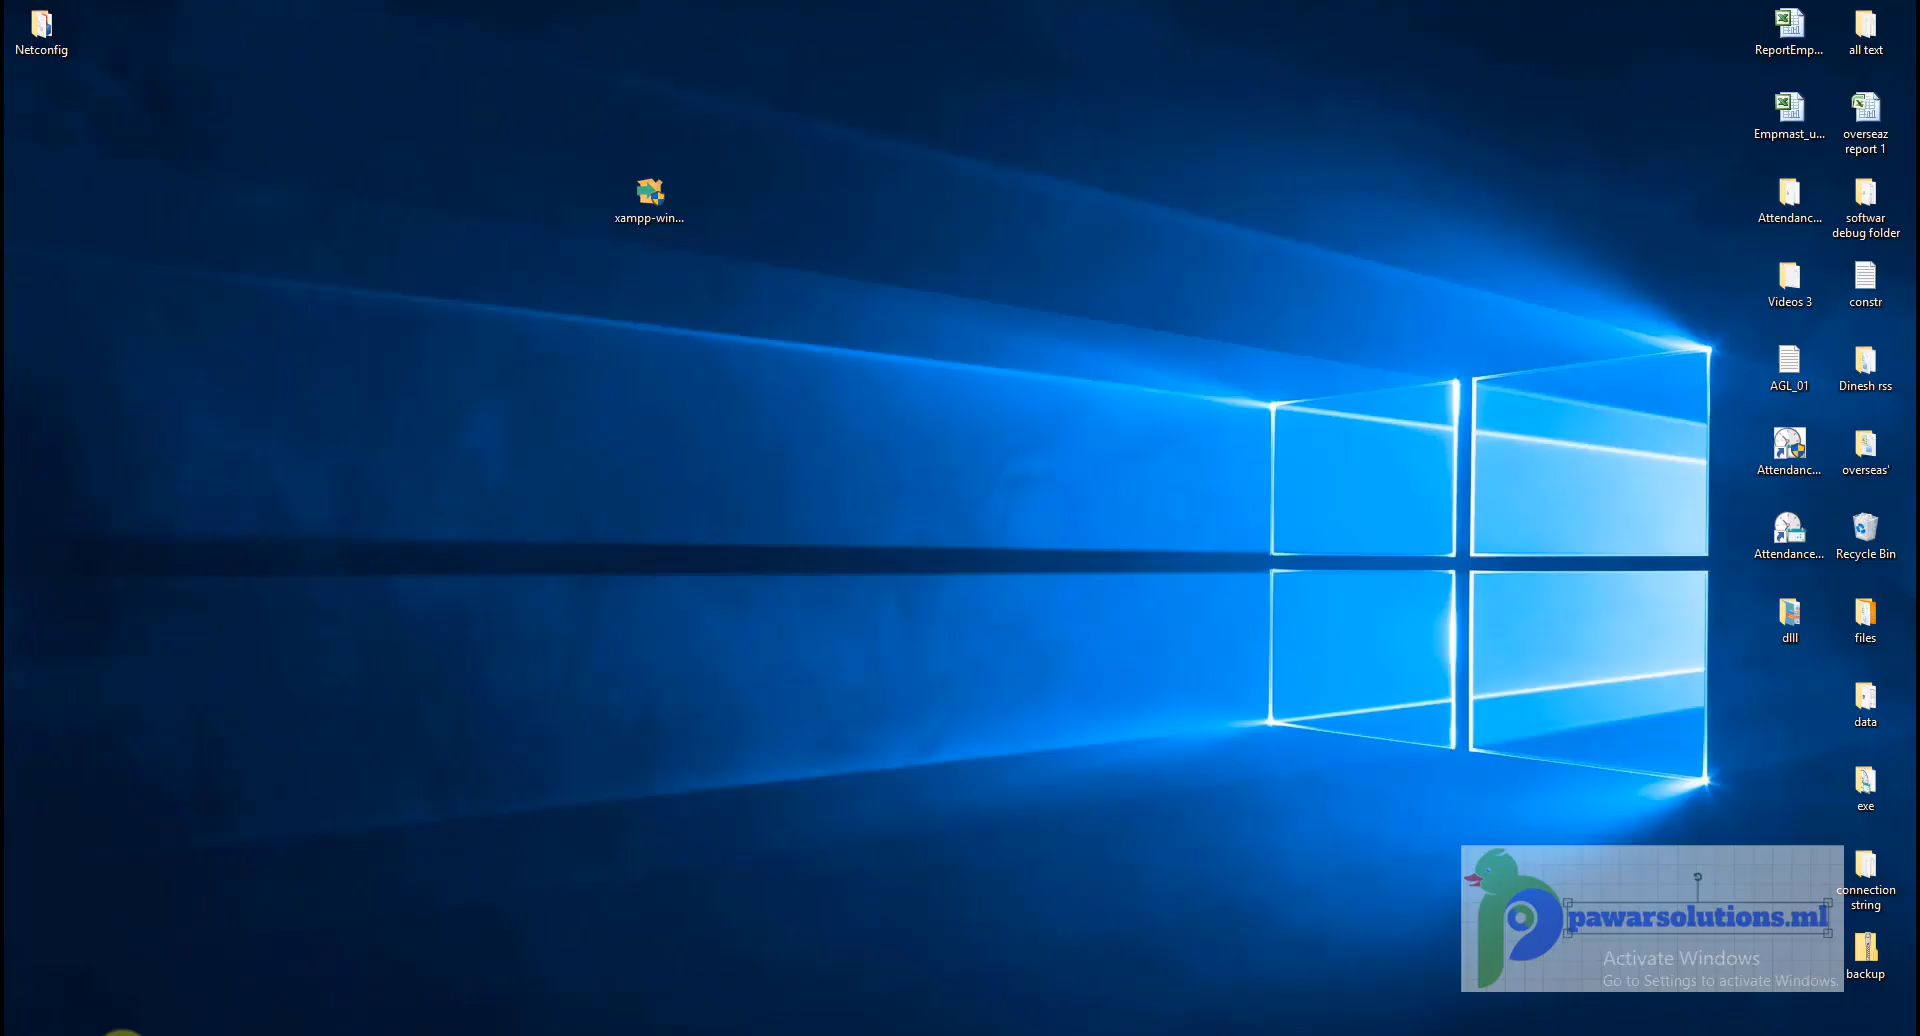 Netconfig
xampp-win...
ReportEmp...
all text
Empmast_u...
overseaz
report 1
Attendanc...
softwar
debug folder
Videos 3
constr
AGL_01
Dinesh rss
Attendanc...
overseas'
Attendance...
Recycle Bin
dlll
files
data
exe
connection
string
backup
pawarsolutions.ml
Activate Windows
Go to Settings to activate Windows.